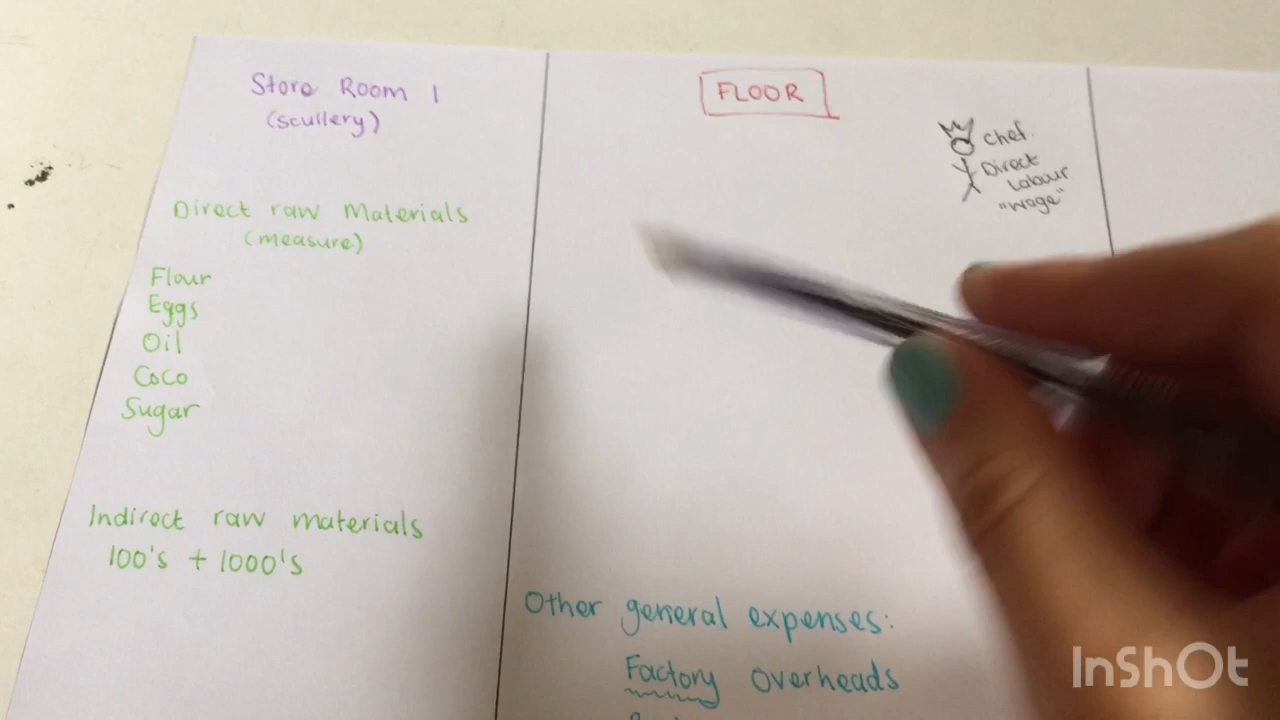 Store Room 1
(scullery)
Direct raw Materials
(measure)
Flour
Eggs
Oil
Coco
Sugar
Indirect raw materials
100's + 1000's
FLOOR
chef.
Direct
Labour
"wage"
Other general expenses:
Factory overheads
InShOt